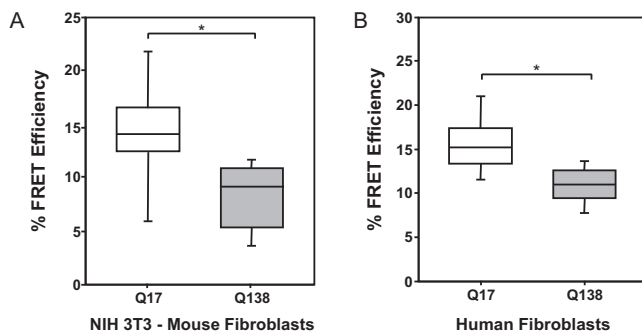 A
*
25
20
15
10
5
0
% FRET Efficiency
Q17 Q138
NIH 3T3 - Mouse Fibroblasts
B
*
30
25
20
15
10
5
0
% FRET Efficiency
Q17 Q138
Human Fibroblasts